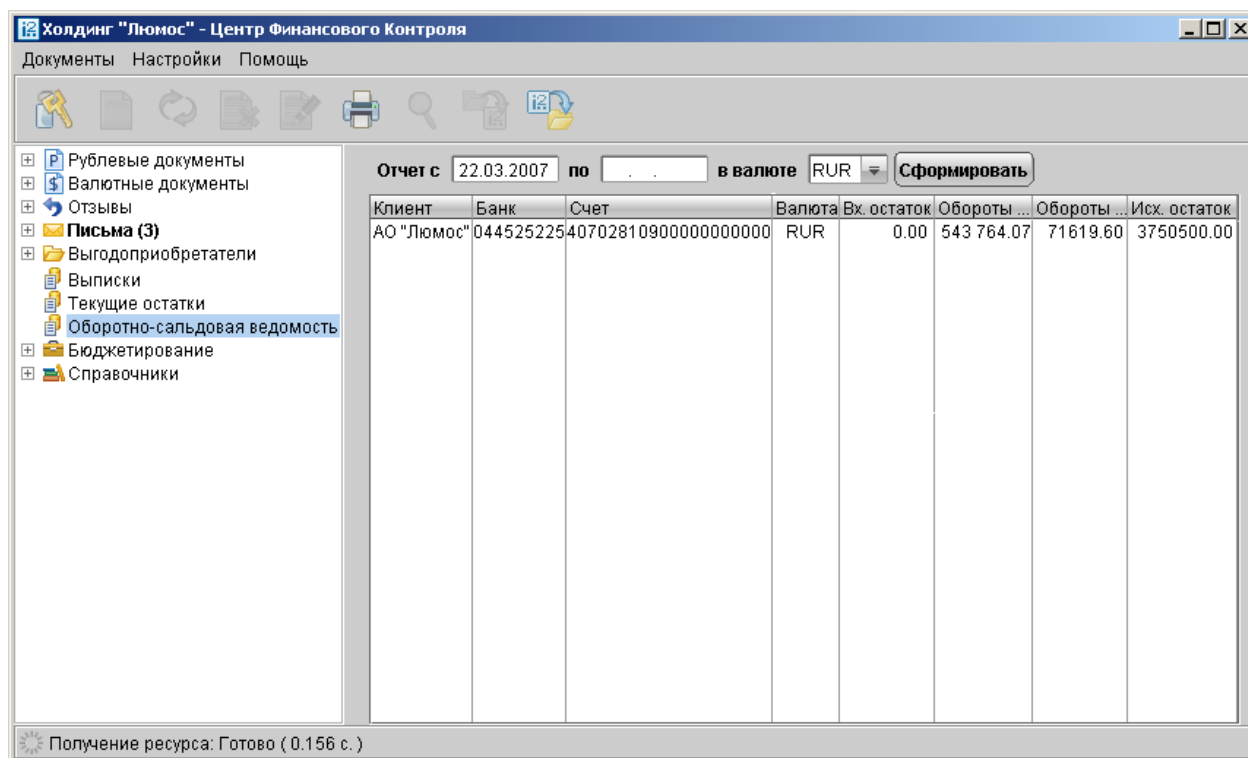 Холдинг "Люмос" - Центр Финансового Контроля
Документы Настройки Помощь
Рублевые документы
Валютные документы
Отзывы
Письма (3)
Выгодоприобретатели
Выписки
Текущие остатки
Оборотно-сальдовая ведомость
Бюджетирование
Справочники
Отчет с 22.03.2007 по . . в валюте RUR Сформировать
Клиент Банк Счет Валюта Вх. остаток Обороты ... Обороты ... Исх. остаток
АО "Люмос" 044525225 40702810900000000000 RUR 0.00 543 764.07 71619.60 3750500.00
Получение ресурса: Готово ( 0.156 с. )